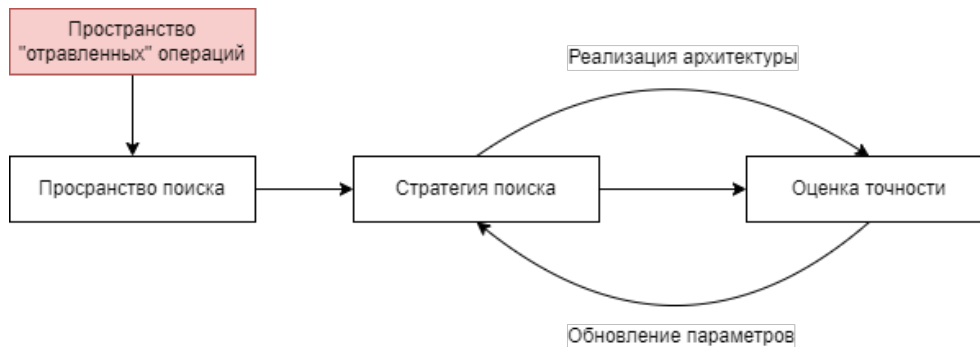 Пространство
"отравленных" операций
Реализация архитектуры
Просранство поиска
Стратегия поиска
Оценка точности
Обновление параметров